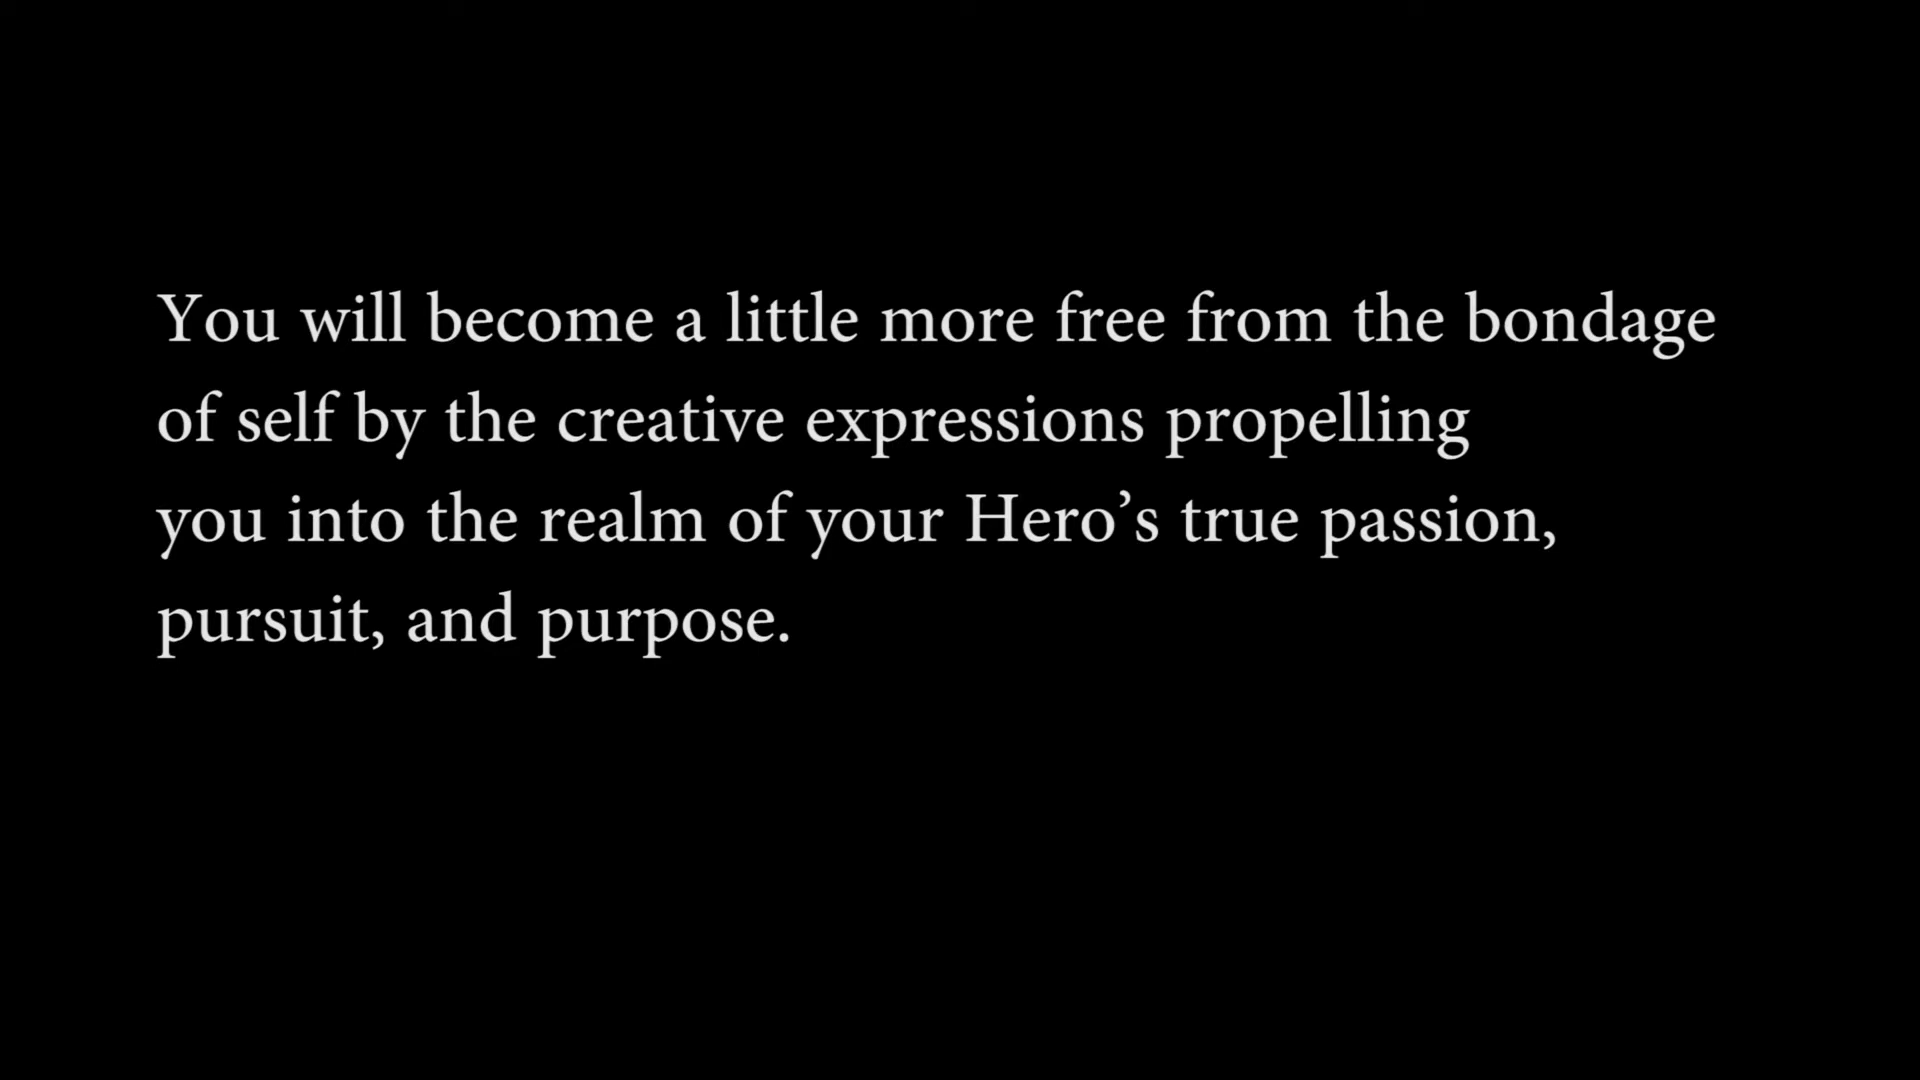 You will become a little more free from the bondage
of self by the creative expressions propelling
you into the realm of your Hero’s true passion,
pursuit, and purpose.